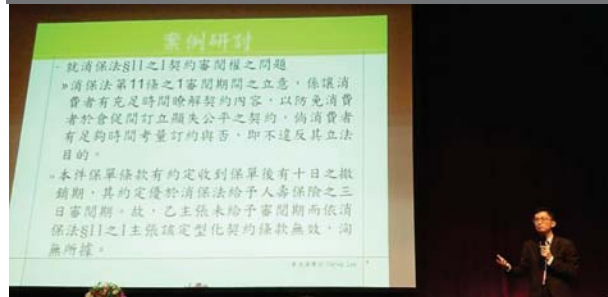 案例研討
- 就消保法§11之1契約審閱權之問題
»消保法第11條之1審閱期間之立意，係讓消
費者有充足時間瞭解契約內容，以防免消費
者於倉促間訂立顯失公平之契約，倘消費者
有足夠時間考量訂約與否，即不違反其立法
目的。
»本件保單條款有約定收到保單後有十日之撤
銷期，其約定優於消保法給予人壽保險之三
日審閱期。故，乙主張未給予審閱期而依消
保法§11之1主張該定型化契約條款無效，洵
無所據。